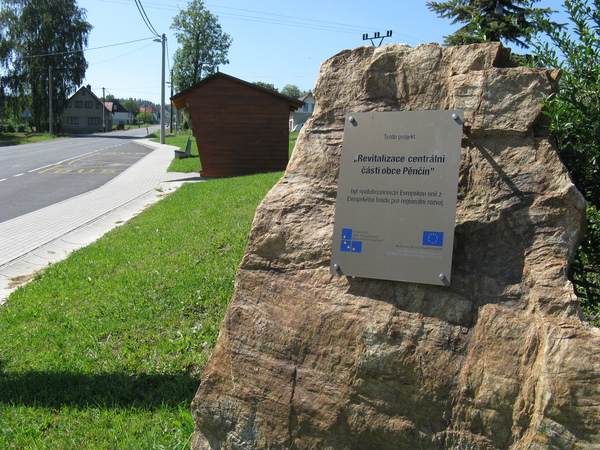 Tento projekt
„Revitalizace centrální
části obce Pěnčín"
byl spolufinancován Evropskou unií z
Evropského fondu pro regionální rozvoj.